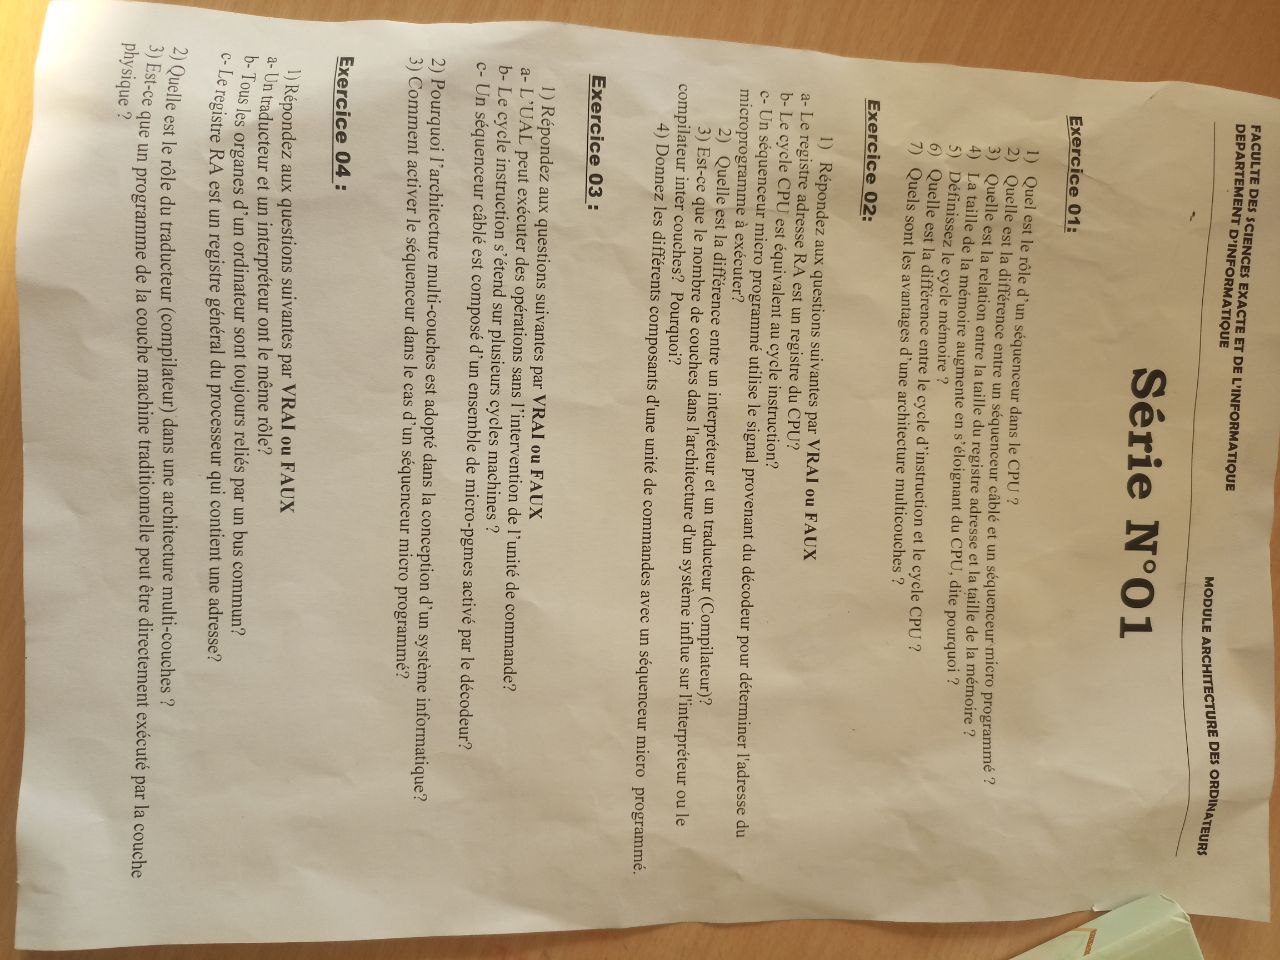 FACULTE DES SCIENCES EXACTE ET DE L'INFORMATIQUE
DEPARTEMENT D'INFORMATIQUE
MODULE ARCHITECTURE DES ORDINATEURS
Série N°01
Exercice 01:
1) Quel est le rôle d'un séquenceur dans le CPU ?
2) Quelle est la différence entre un séquenceur câblé et un séquenceur micro programmé ?
3) Quelle est la relation entre la taille du registre adresse et la taille de la mémoire ?
4) La taille de la mémoire augmente en s'éloignant du CPU, dite pourquoi ?
5) Définissez le cycle mémoire ?
6) Quelle est la différence entre le cycle d'instruction et le cycle CPU ?
7) Quels sont les avantages d'une architecture multicouches ?
Exercice 02:
1) Répondez aux questions suivantes par VRAI ou FAUX
a- Le registre adresse RA est un registre du CPU?
b- Le cycle CPU est équivalent au cycle instruction?
c- Un séquenceur micro programmé utilise le signal provenant du décodeur pour déterminer l'adresse du
microprogramme à exécuter?
2) Quelle est la différence entre un interpréteur et un traducteur (Compilateur)?
3) Est-ce que le nombre de couches dans l'architecture d'un système influe sur l'interpréteur ou le
compilateur inter couches? Pourquoi?
4) Donnez les différents composants d'une unité de commandes avec un séquenceur micro programmé.
Exercice 03 :
1) Répondez aux questions suivantes par VRAI ou FAUX
a- L'UAL peut exécuter des opérations sans l'intervention de l'unité de commande?
b- Le cycle instruction s'étend sur plusieurs cycles machines ?
c- Un séquenceur câblé est composé d'un ensemble de micro-pgmes activé par le décodeur?
2) Pourquoi l'architecture multi-couches est adopté dans la conception d'un système informatique?
3) Comment activer le séquenceur dans le cas d'un séquenceur micro programmé?
Exercice 04 :
1) Répondez aux questions suivantes par VRAI ou FAUX
a- Un traducteur et un interpréteur ont le même rôle?
b- Tous les organes d'un ordinateur sont toujours reliés par un bus commun?
c- Le registre RA est un registre général du processeur qui contient une adresse?
2) Quelle est le rôle du traducteur (compilateur) dans une architecture multi-couches ?
3) Est-ce que un programme de la couche machine traditionnelle peut être directement exécuté par la couche
physique ?